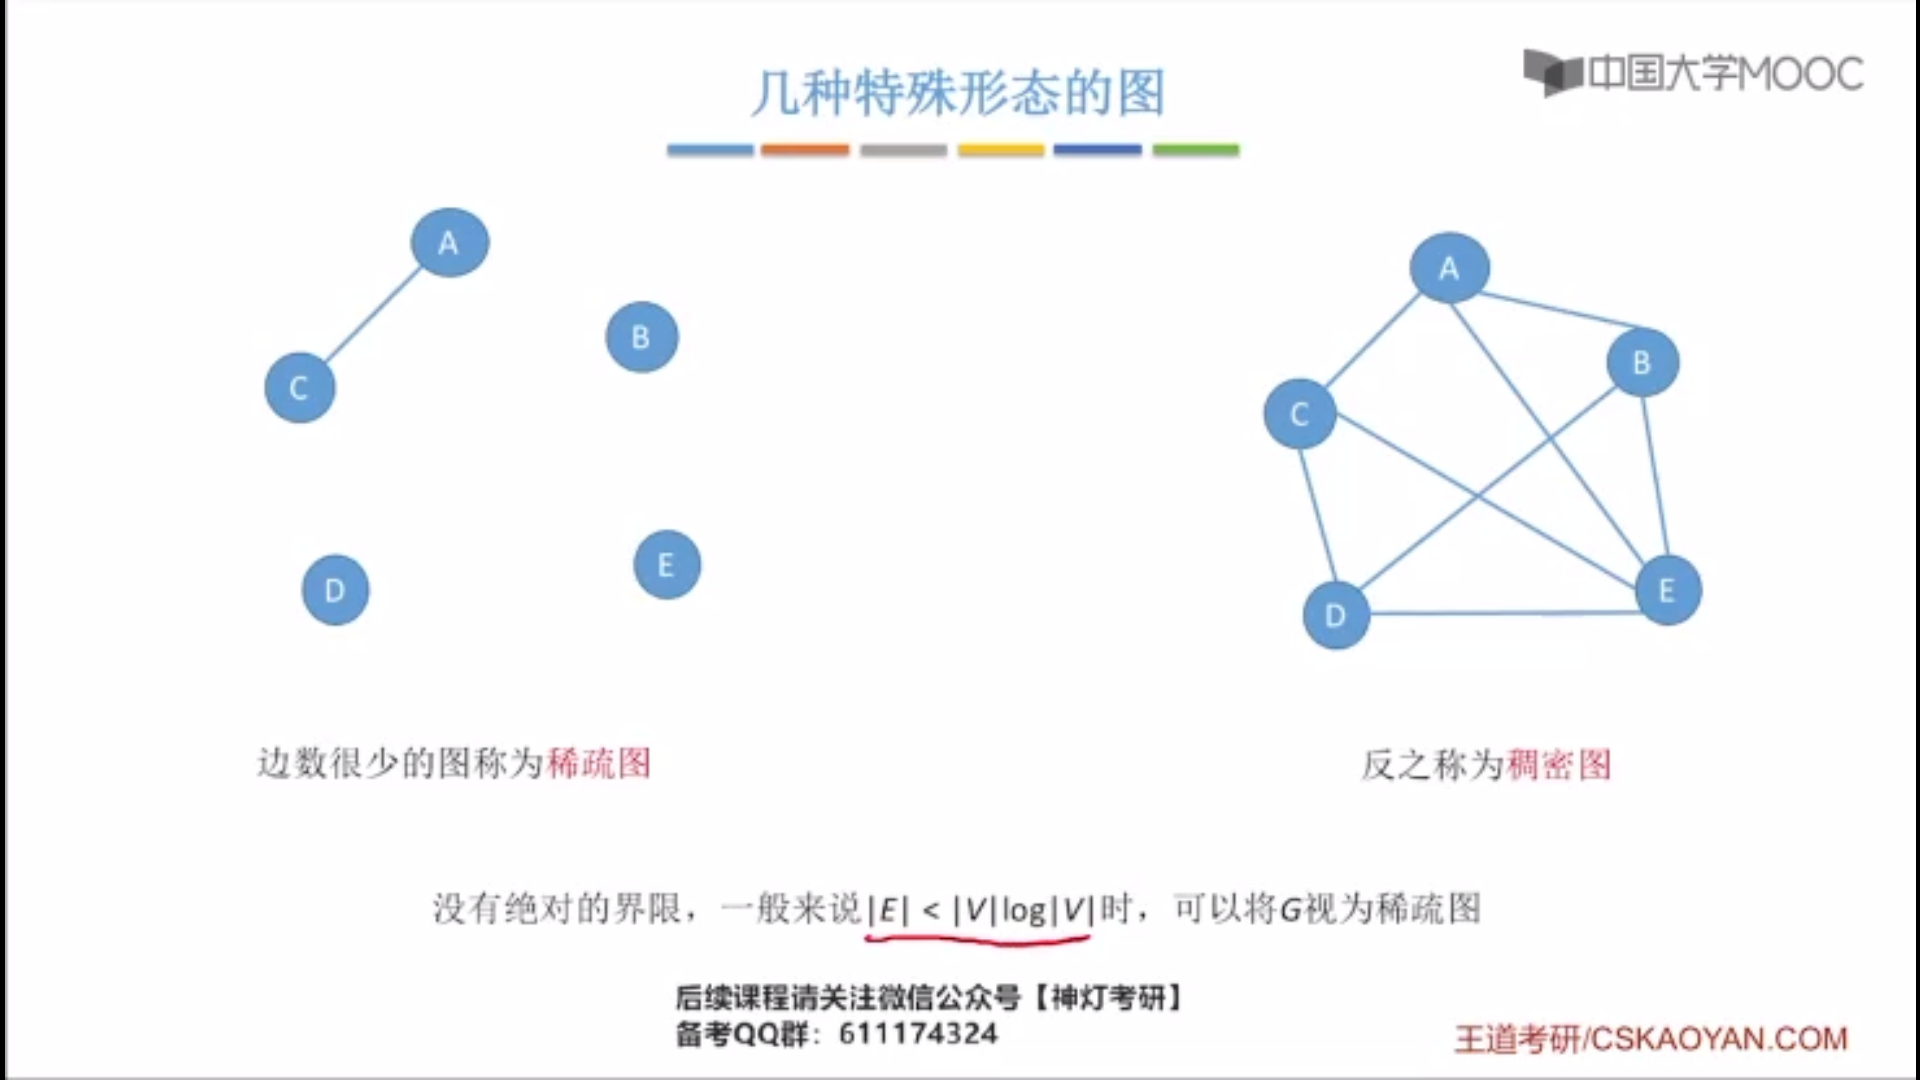 几种特殊形态的图
中国大学MOOC
A
B
C
D
E
A
B
C
D
E
边数很少的图称为稀疏图
反之称为稠密图
没有绝对的界限，一般来说|E| < |V|log|V|时，可以将G视为稀疏图
后续课程请关注微信公众号【神灯考研】
备考QQ群：611174324
王道考研/CSKAOYAN.COM